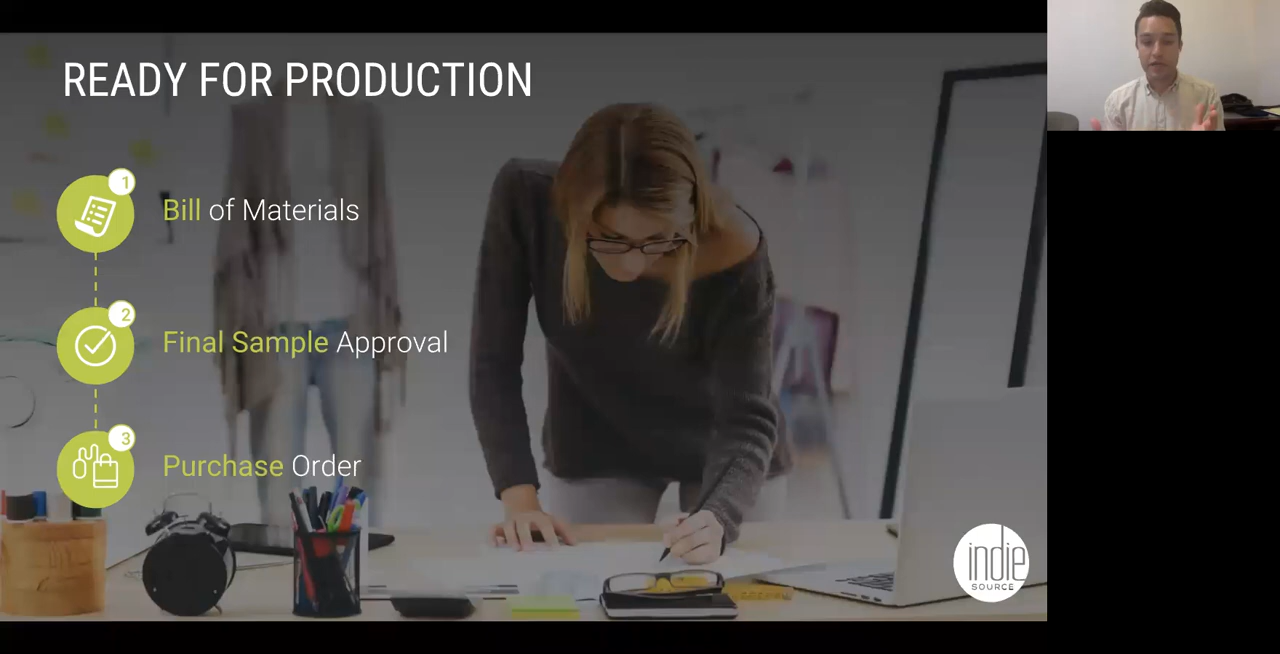 READY FOR PRODUCTION
1
Bill of Materials
2
Final Sample Approval
3
Purchase Order
indie
SOURCE